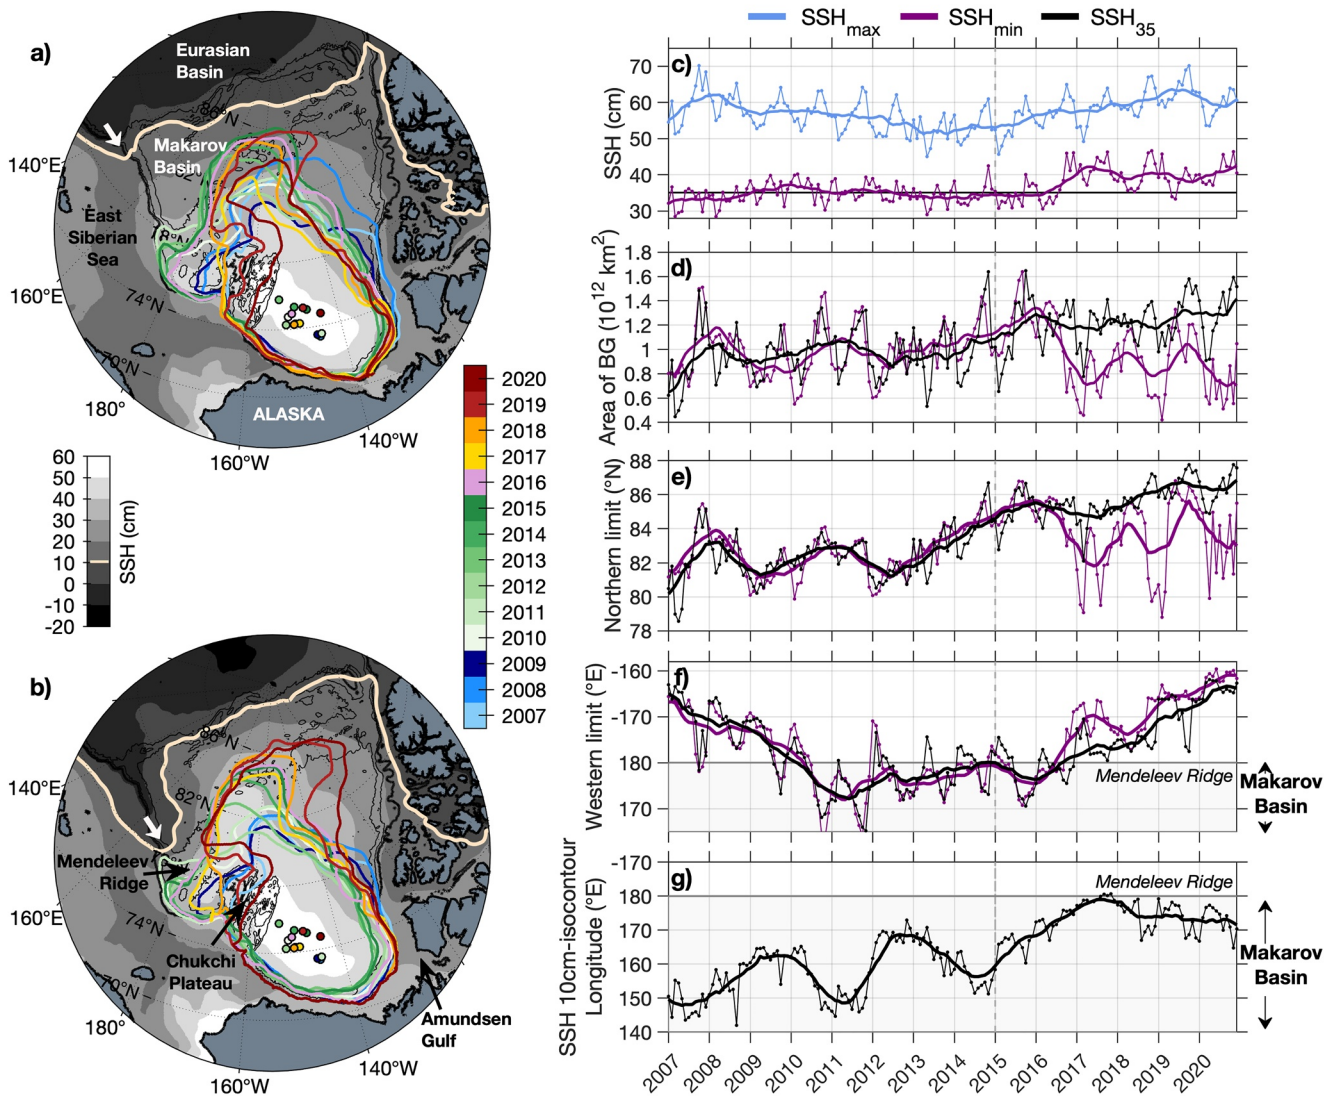 a)
Eurasian
Basin
86°N
Makarov
Basin
140°E
East
Siberian
Sea
78°N
160°E
74°N
70°N
180°
ALASKA
160°W
140°W
60
50
40
30
20
10
0
-10
-20
SSH (cm)
2020
2019
2018
2017
2016
2015
2014
2013
2012
2011
2010
2009
2008
2007
b)
86°N
140°E
82°N
Mendeleev
Ridge
160°E
74°N
Chukchi
Plateau
70°N
180°
Amundsen
Gulf
160°W
140°W
SSHmax SSHmin SSH35
c)
SSH (cm)
70
60
50
40
30
d)
Area of BG (10^12 km^2)
1.8
1.6
1.4
1.2
1
0.8
0.6
0.4
e)
Northern limit (°N)
88
86
84
82
80
78
f)
Western limit (°E)
-160
-170
180
170
Mendeleev Ridge
Makarov
Basin
g)
SSH 10cm-isocontour
Longitude (°E)
-170
180
170
160
150
140
Mendeleev Ridge
Makarov
Basin
2007 2008 2009 2010 2011 2012 2013 2014 2015 2016 2017 2018 2019 2020